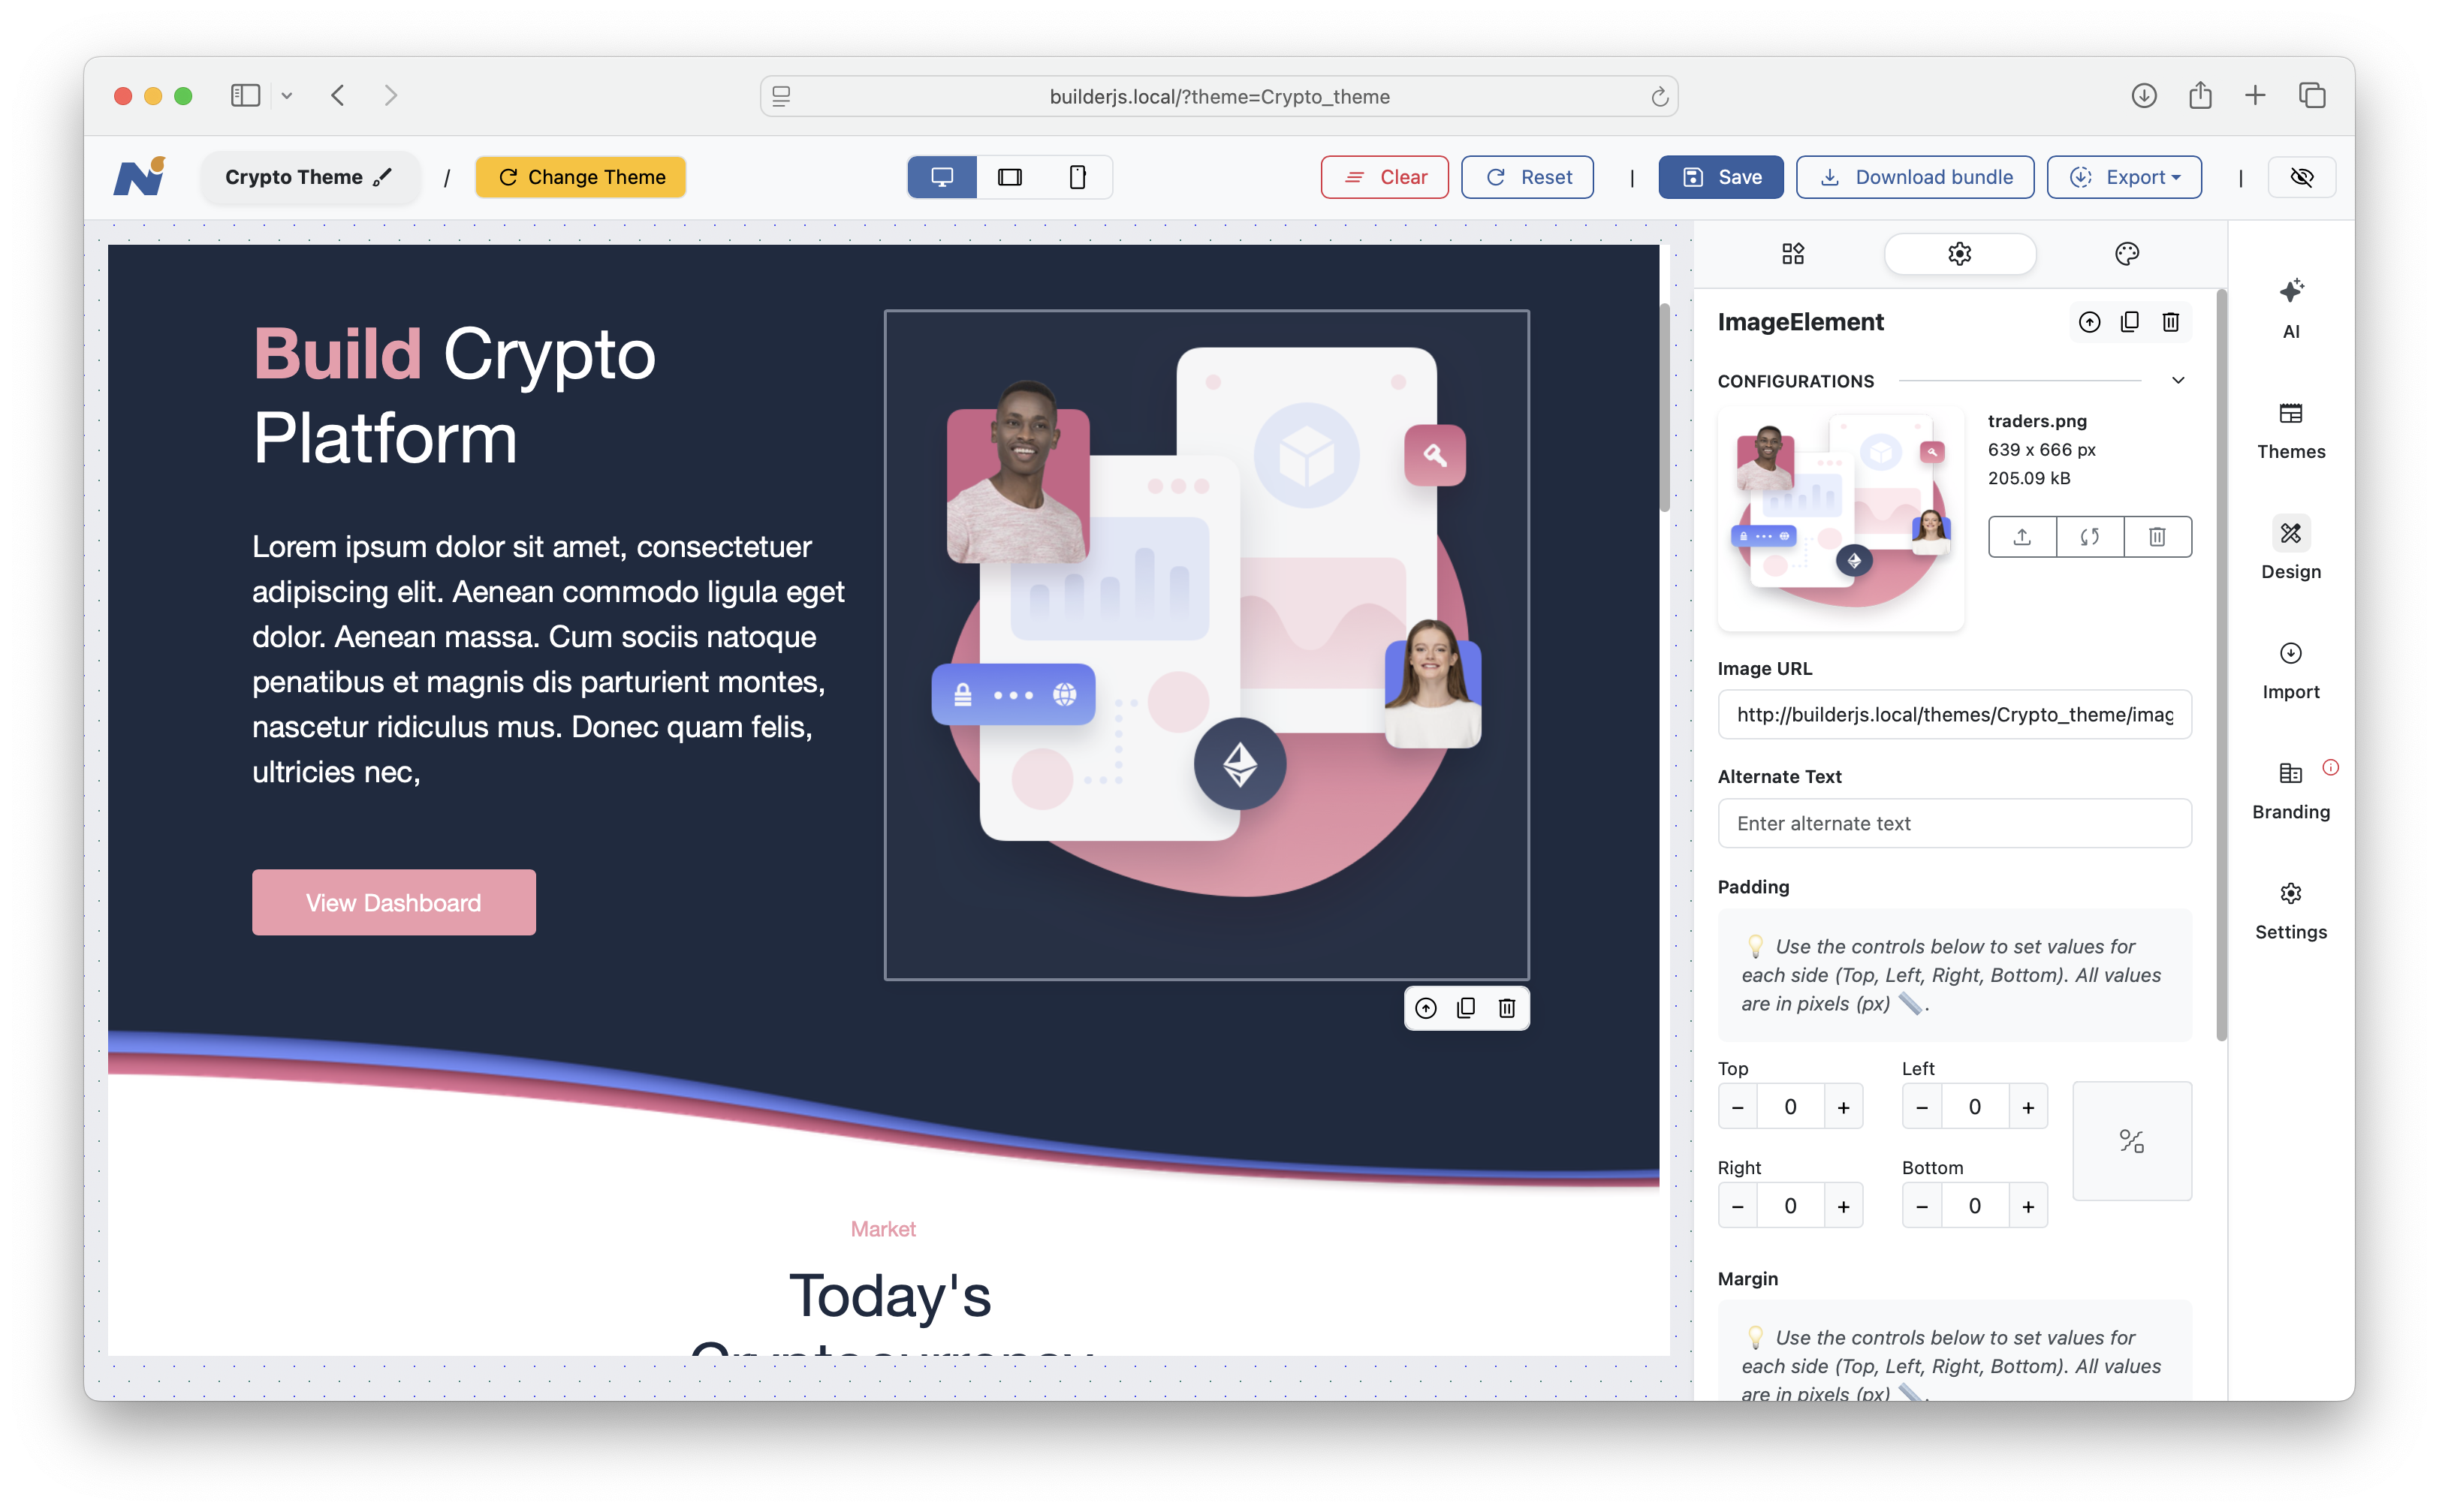 builderjs.local/?theme=Crypto_theme
Crypto Theme
/
Change Theme
Clear
Reset
|
Save
Download bundle
Export
|
Build Crypto
Platform
Lorem ipsum dolor sit amet, consectetuer
adipiscing elit. Aenean commodo ligula eget
dolor. Aenean massa. Cum sociis natoque
penatibus et magnis dis parturient montes,
nascetur ridiculus mus. Donec quam felis,
ultricies nec,
View Dashboard
Market
Today's
Cryptocurrency
ImageElement
CONFIGURATIONS
traders.png
639 x 666 px
205.09 kB
Image URL
http://builderjs.local/themes/Crypto_theme/imag
Alternate Text
Enter alternate text
Padding
Use the controls below to set values for
each side (Top, Left, Right, Bottom). All values
are in pixels (px) .
Top
Left
− 0 +
− 0 +
Right
Bottom
− 0 +
− 0 +
Margin
Use the controls below to set values for
each side (Top, Left, Right, Bottom). All values
are in pixels (px) .
AI
Themes
Design
Import
Branding
Settings